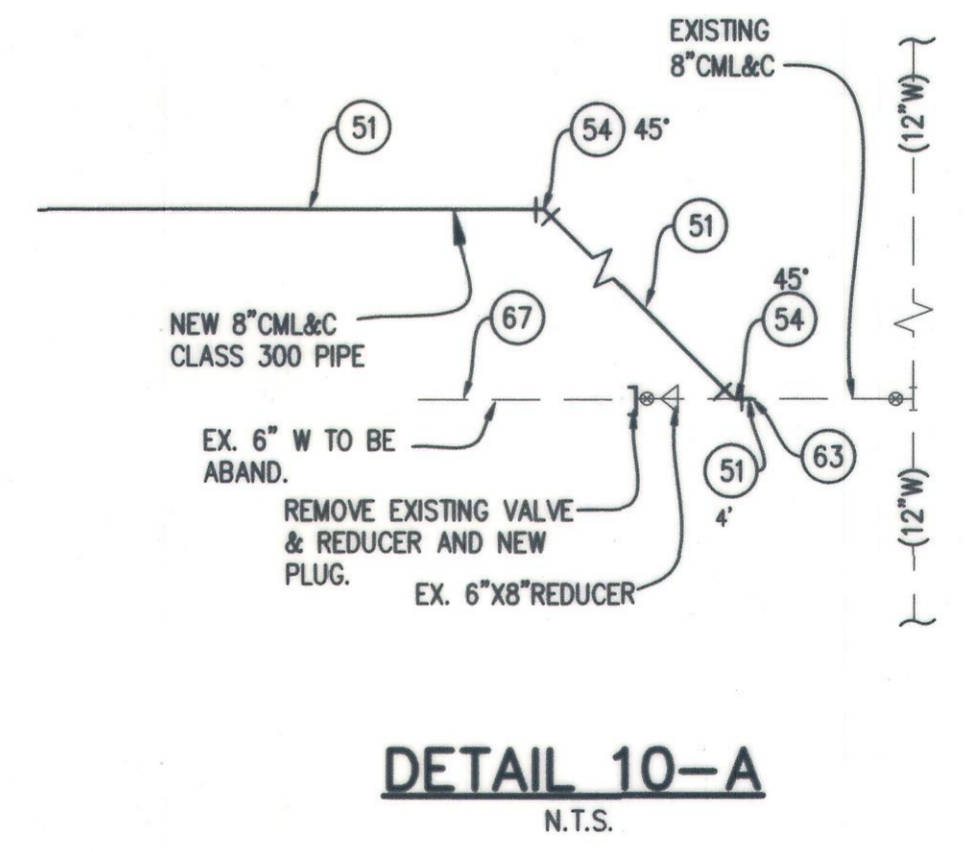 EXISTING
8"CML&C
(12"W)
51
54 45°
51
45°
54
NEW 8"CML&C
CLASS 300 PIPE
67
EX. 6" W TO BE
ABAND.
51
4'
63
(12"W)
REMOVE EXISTING VALVE
& REDUCER AND NEW
PLUG.
EX. 6"X8"REDUCER
DETAIL 10-A
N.T.S.